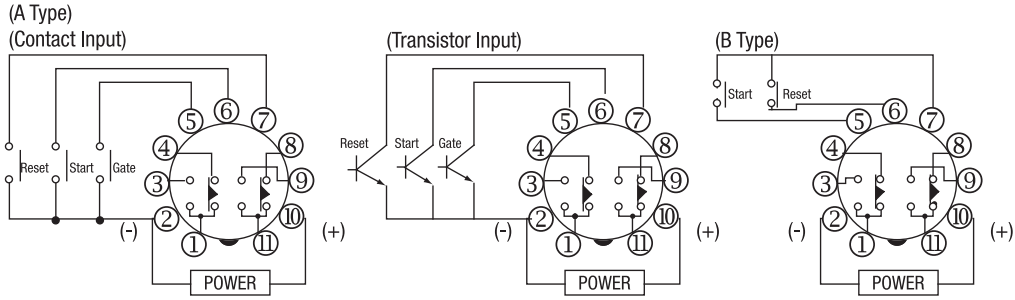 (A Type)
(Contact Input)
Reset
Start
Gate
5
6
7
4
8
3
9
2
10
1
11
(-)
(+)
POWER
(Transistor Input)
Reset
Start
Gate
5
6
7
4
8
3
9
2
10
1
11
(-)
(+)
POWER
(B Type)
Start
Reset
5
6
7
4
8
3
9
2
10
1
11
(-)
(+)
POWER